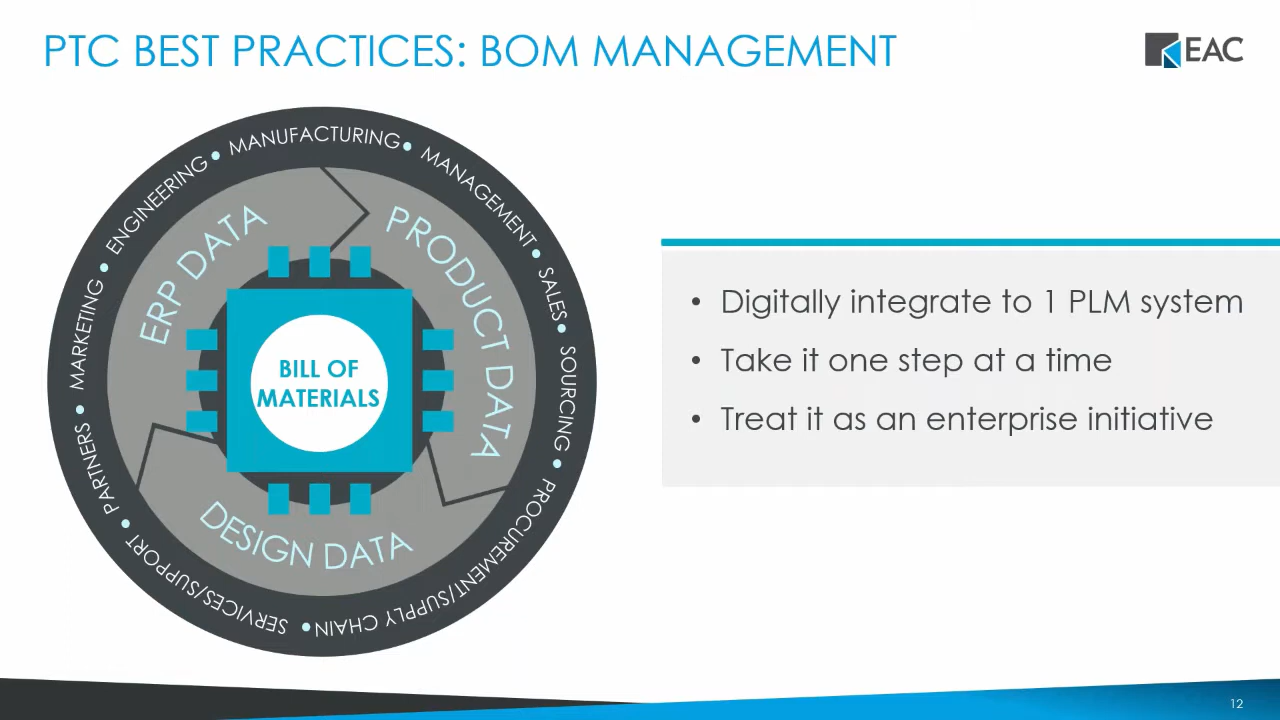 PTC BEST PRACTICES: BOM MANAGEMENT
EAC
MANUFACTURING • MANAGEMENT • SALES • SOURCING • PROCUREMENT/SUPPLY CHAIN • SERVICES/SUPPORT • PARTNERS • MARKETING • ENGINEERING •
ERP DATA
PRODUCT DATA
DESIGN DATA
BILL OF
MATERIALS
• Digitally integrate to 1 PLM system
• Take it one step at a time
• Treat it as an enterprise initiative
12